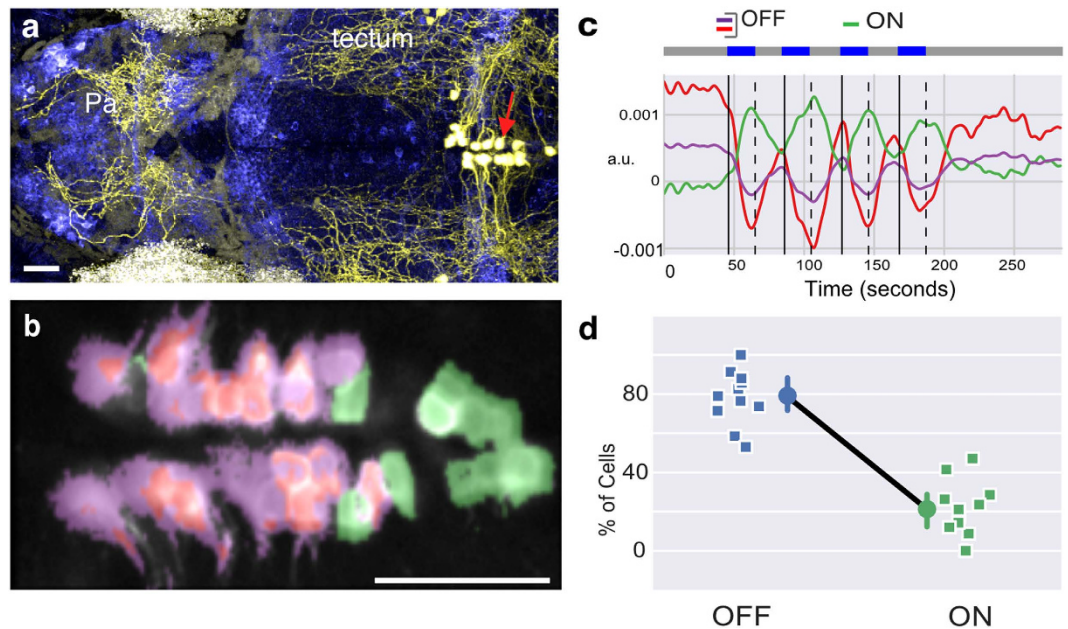 a
Pa
tectum
b
c
OFF
ON
0.001
a.u.
0
-0.001
0
50
100
150
200
250
Time (seconds)
d
% of Cells
80
40
0
OFF
ON